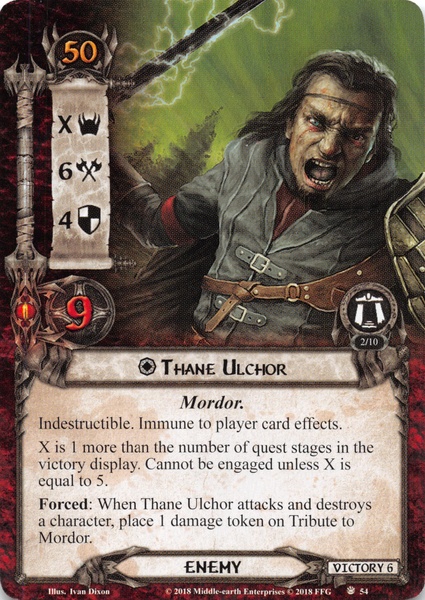 50
X
6
4
9
2/10
Thane Ulchor
Mordor.
Indestructible. Immune to player card effects.
X is 1 more than the number of quest stages in the
victory display. Cannot be engaged unless X is
equal to 5.
Forced: When Thane Ulchor attacks and destroys
a character, place 1 damage token on Tribute to
Mordor.
ENEMY
VICTORY 6
Illus. Ivan Dixon
© 2018 Middle-earth Enterprises © 2018 FFG
54